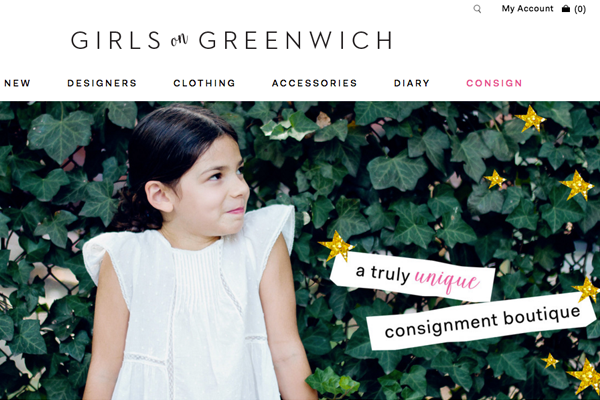 My Account (0)
GIRLS on GREENWICH
NEW DESIGNERS CLOTHING ACCESSORIES DIARY CONSIGN
a truly unique
consignment boutique